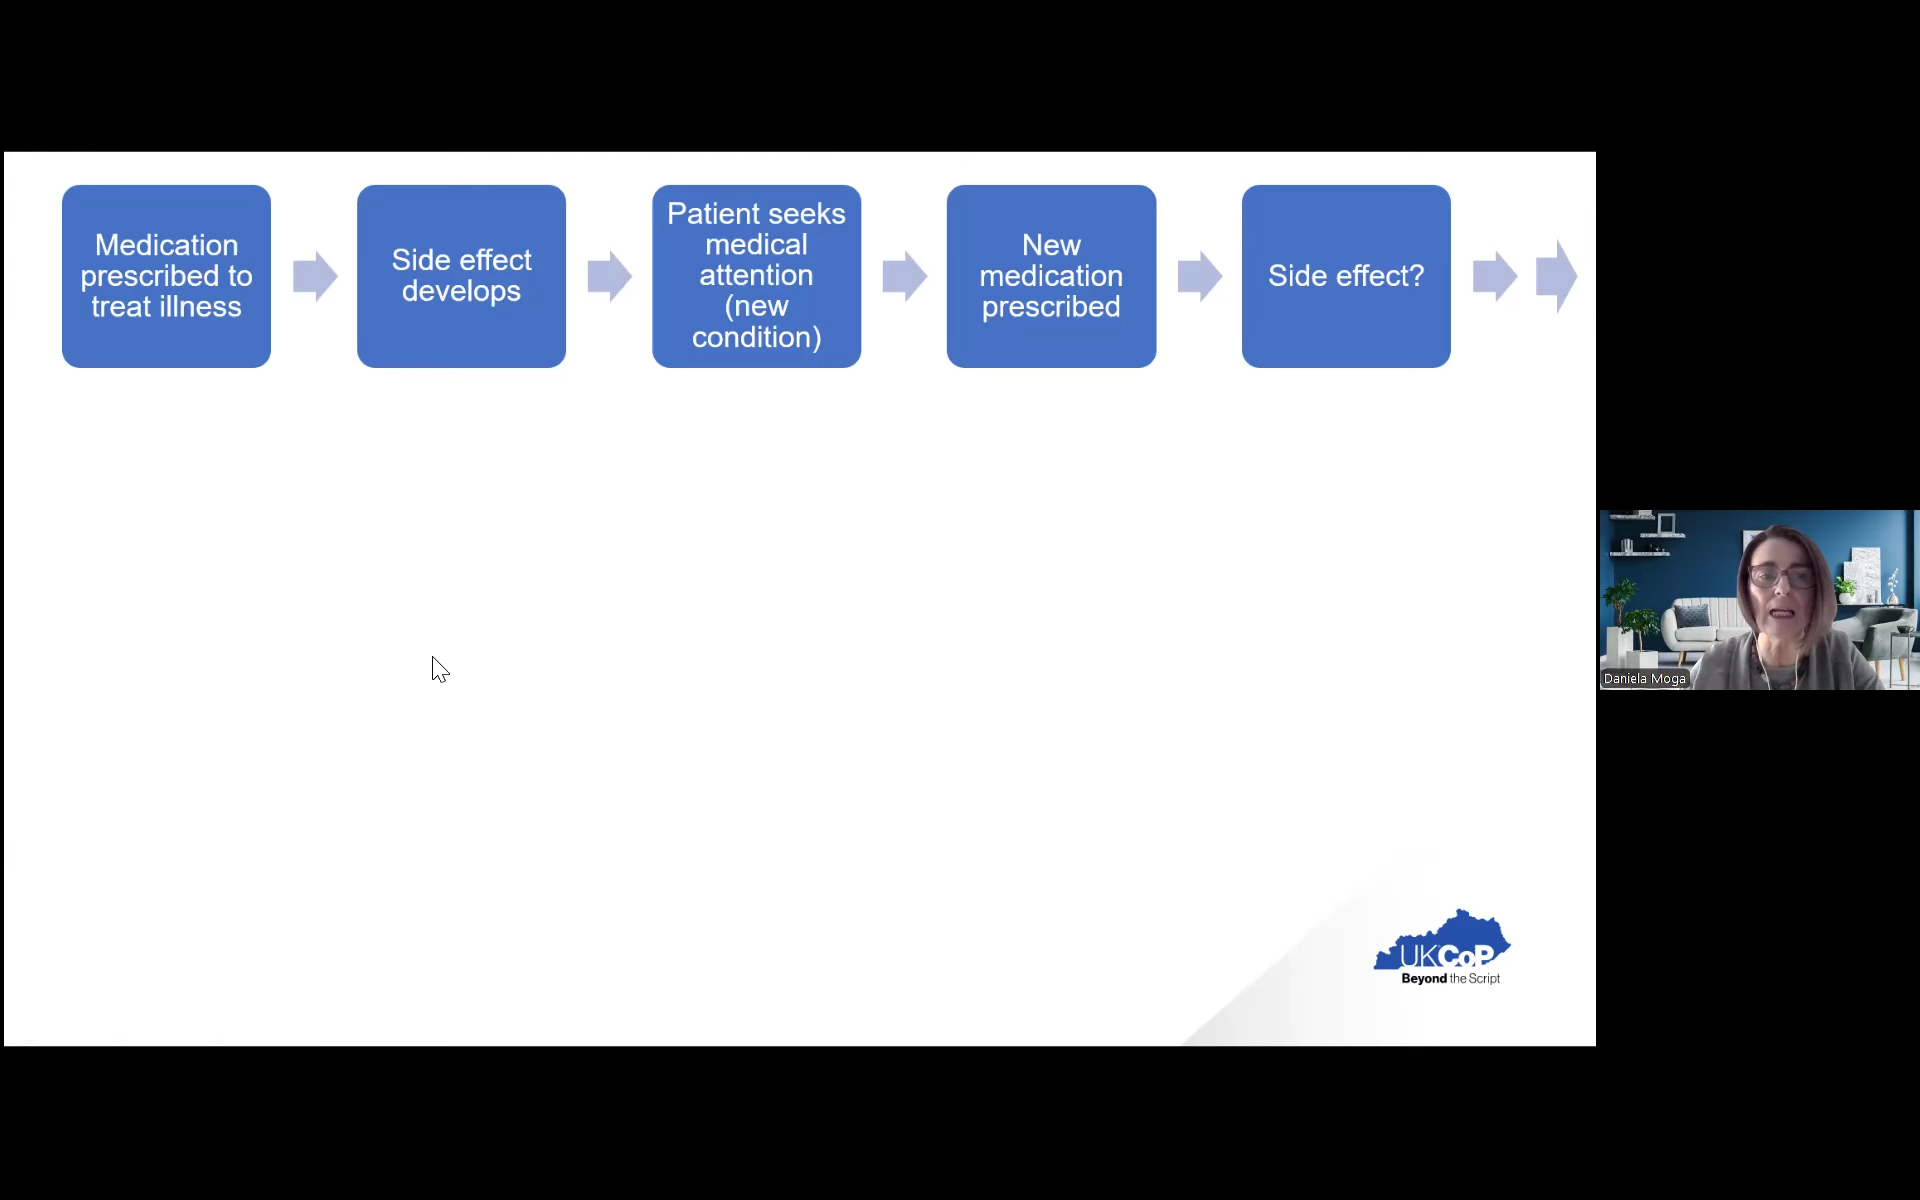 Medication
prescribed to
treat illness
Side effect
develops
Patient seeks
medical
attention
(new
condition)
New
medication
prescribed
Side effect?
Daniela Moga
UKCoP
Beyond the Script